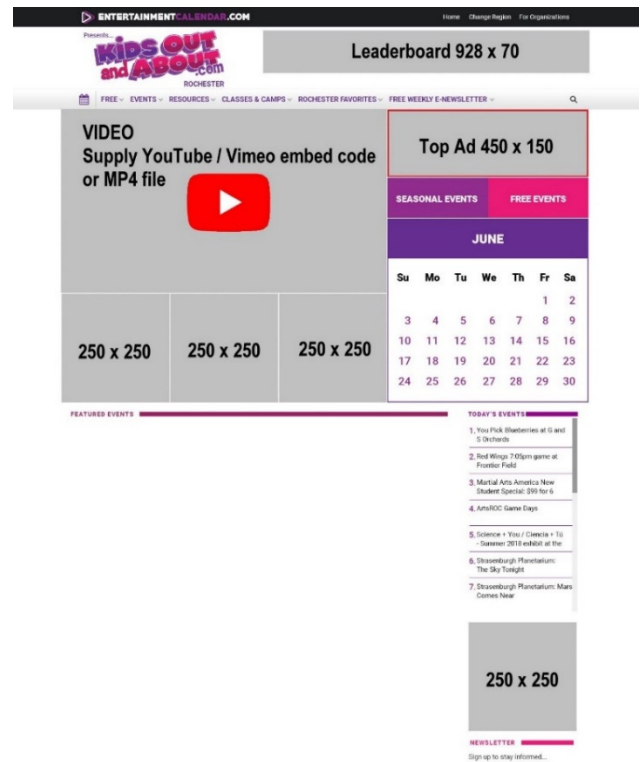 ENTERTAINMENTCALENDAR.COM
Home Change Region For Organizations
Presents...
KiDS OUT
and ABOUT
.com
ROCHESTER
Leaderboard 928 x 70
FREE EVENTS RESOURCES CLASSES & CAMPS ROCHESTER FAVORITES FREE WEEKLY E-NEWSLETTER
VIDEO
Supply YouTube / Vimeo embed code
or MP4 file
Top Ad 450 x 150
SEASONAL EVENTS FREE EVENTS
JUNE
Su Mo Tu We Th Fr Sa
1 2
3 4 5 6 7 8 9
10 11 12 13 14 15 16
17 18 19 20 21 22 23
24 25 26 27 28 29 30
250 x 250 250 x 250 250 x 250
FEATURED EVENTS
TODAY'S EVENTS
1. You Pick Blueberries at G and
S Orchards
2. Red Wings 7:05pm game at
Frontier Field
3. Martial Arts America New
Student Special: $99 for 6
4. ArtsROC Game Days
5. Science + You / Ciencia + Tú
- Summer 2018 exhibit at the
6. Strasenburgh Planetarium:
The Sky Tonight
7. Strasenburgh Planetarium: Mars
Comes Near
250 x 250
NEWSLETTER
Sign up to stay informed...